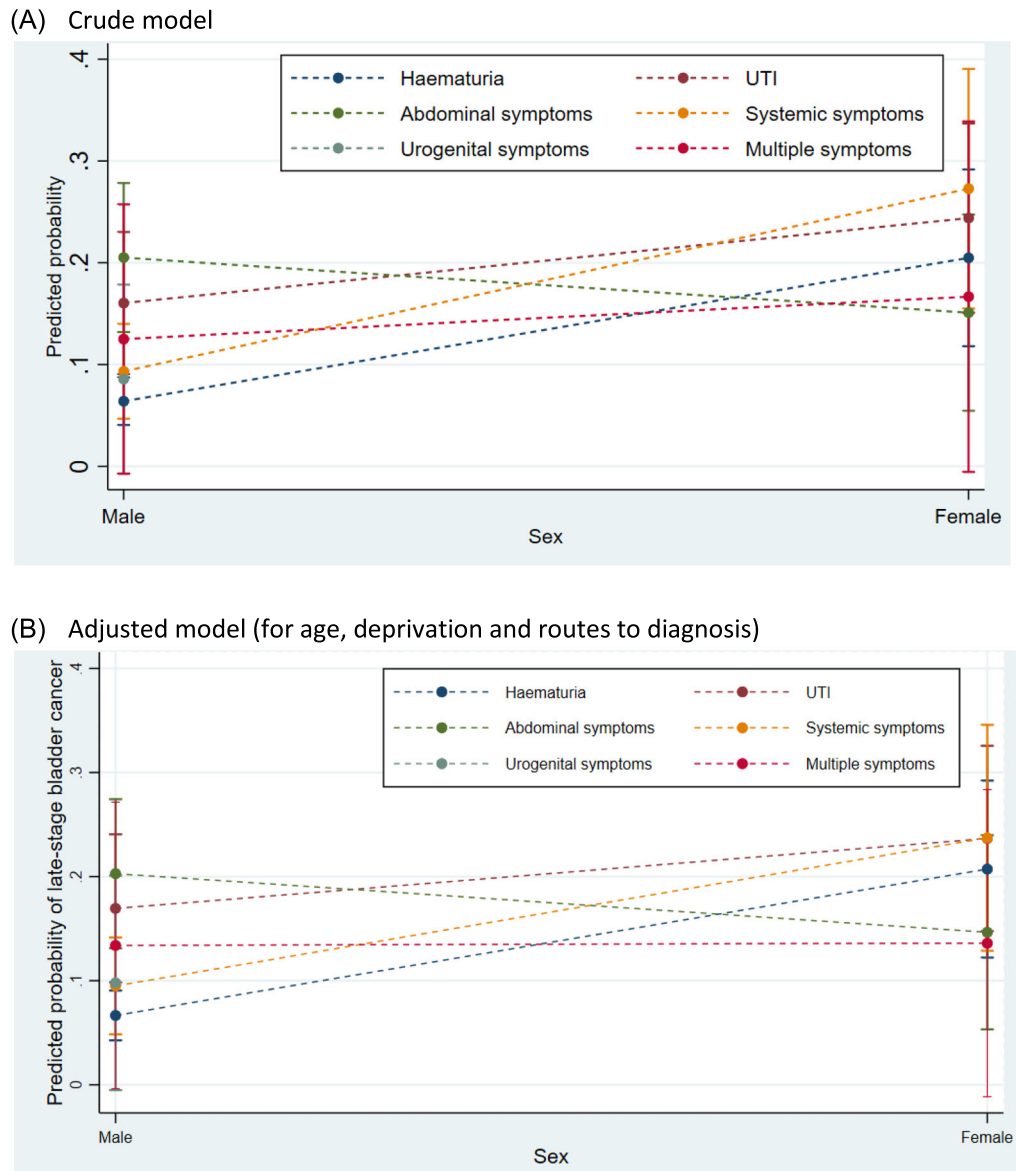 (A) Crude model
Predicted probability
.4
.3
.2
.1
0
Haematuria
UTI
Abdominal symptoms
Systemic symptoms
Urogenital symptoms
Multiple symptoms
Male
Female
Sex
(B) Adjusted model (for age, deprivation and routes to diagnosis)
Predicted probability of late-stage bladder cancer
.4
.3
.2
.1
0
Haematuria
UTI
Abdominal symptoms
Systemic symptoms
Urogenital symptoms
Multiple symptoms
Male
Female
Sex